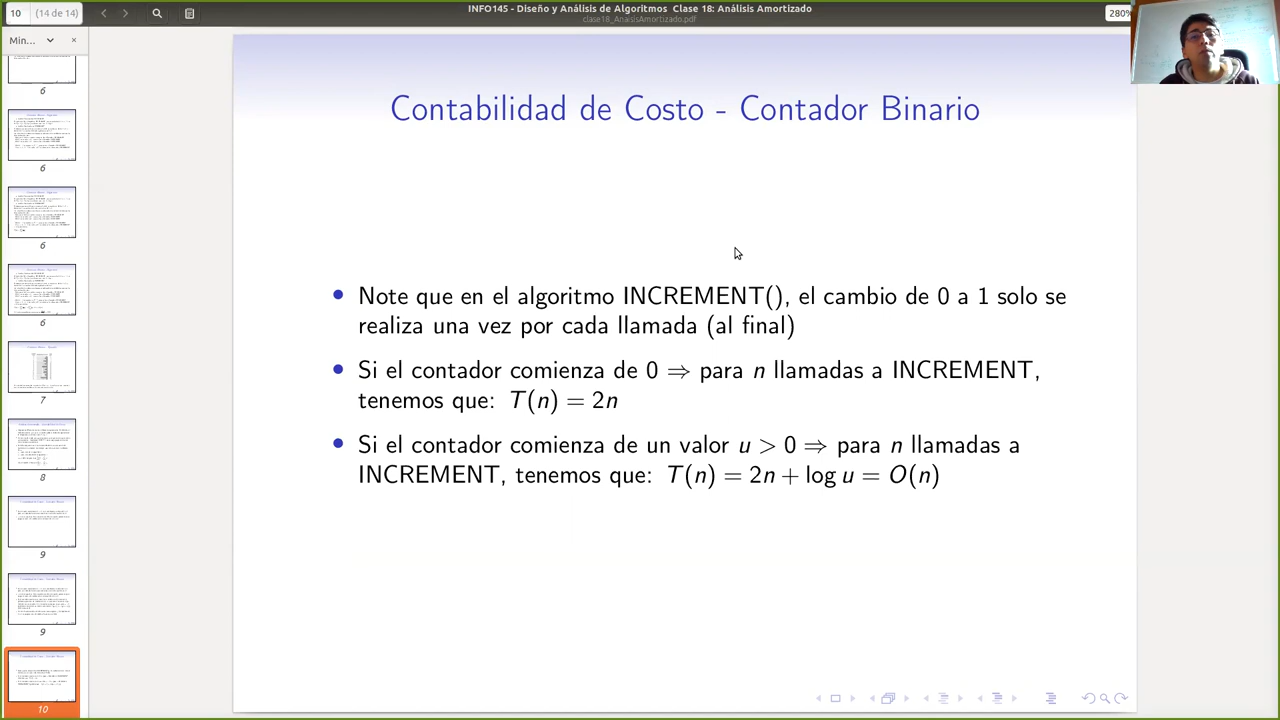 10
(14 de 14)
INFO145 - Diseño y Análisis de Algoritmos Clase 18: Análisis Amortizado
clase18_AnaisisAmortizado.pdf
280%
Min...
Contabilidad de Costo - Contador Binario
Note que en el algoritmo INCREMENT(), el cambio de 0 a 1 solo se
realiza una vez por cada llamada (al final)
Si el contador comienza de 0 ⇒ para n llamadas a INCREMENT,
tenemos que: T(n) = 2n
Si el contador comienza de un valor u > 0 ⇒ para n llamadas a
INCREMENT, tenemos que: T(n) = 2n + log u = O(n)
6
6
6
6
7
8
9
9
10